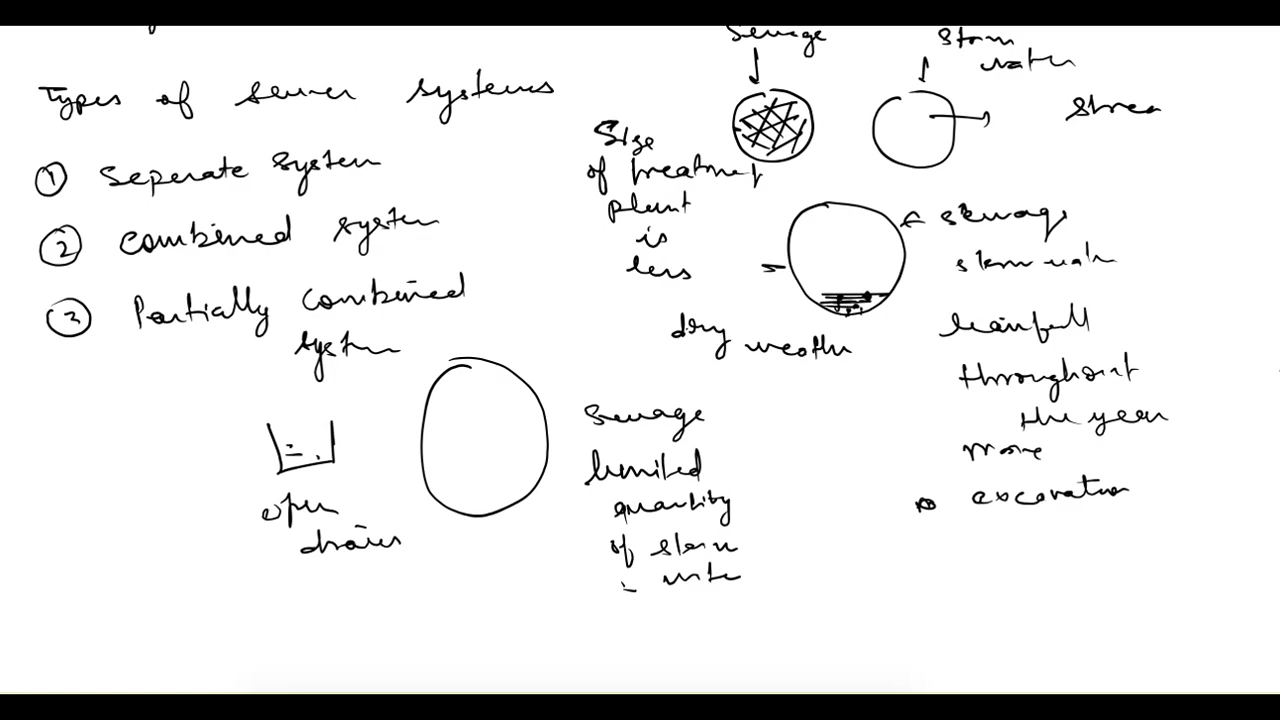 Types of sewer systems
① Seperate system
② Combined system
③ Partially combined
system
open
drains
Sewage
Storm
water
Size
of treatment
plant
is
less
dry weather
Sewage
storm water
Rainfall
throughout
the year
more
excavation
Sewage
limited
quantity
of storm
water